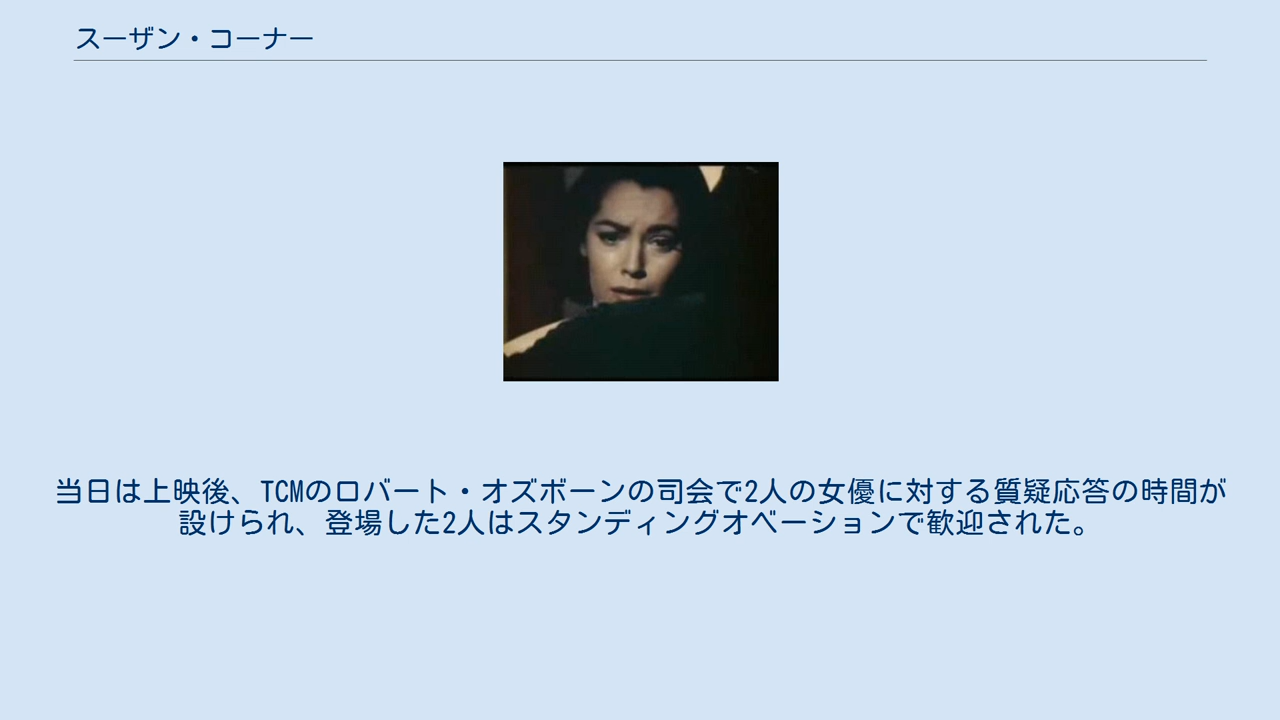 スーザン・コーナー
当日は上映後、TCMのロバート・オズボーンの司会で2人の女優に対する質疑応答の時間が
設けられ、登場した2人はスタンディングオベーションで歓迎された。